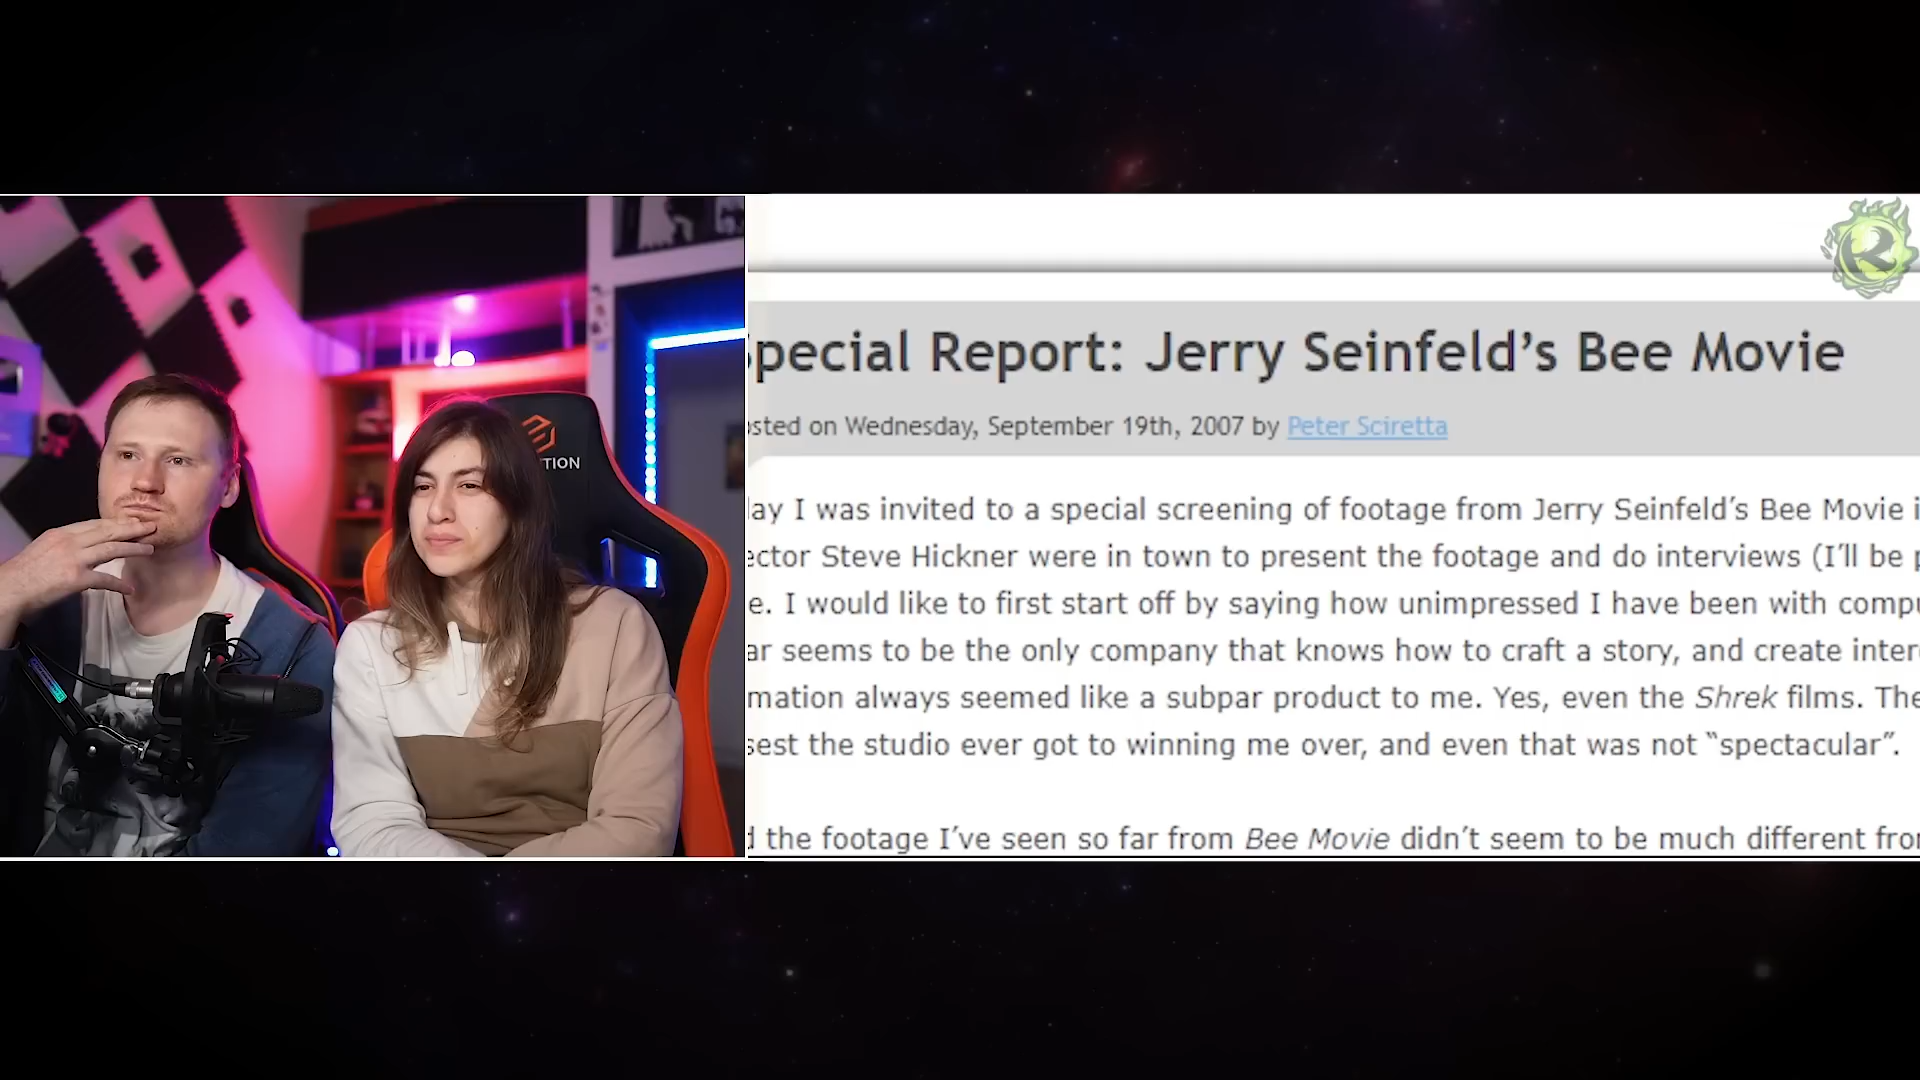 TION
Special Report: Jerry Seinfeld’s Bee Movie
osted on Wednesday, September 19th, 2007 by Peter Sciretta
ay I was invited to a special screening of footage from Jerry Seinfeld’s Bee Movie i
ector Steve Hickner were in town to present the footage and do interviews (I’ll be p
e. I would like to first start off by saying how unimpressed I have been with compu
ar seems to be the only company that knows how to craft a story, and create inter
mation always seemed like a subpar product to me. Yes, even the Shrek films. The
sest the studio ever got to winning me over, and even that was not “spectacular”.
d the footage I’ve seen so far from Bee Movie didn’t seem to be much different from